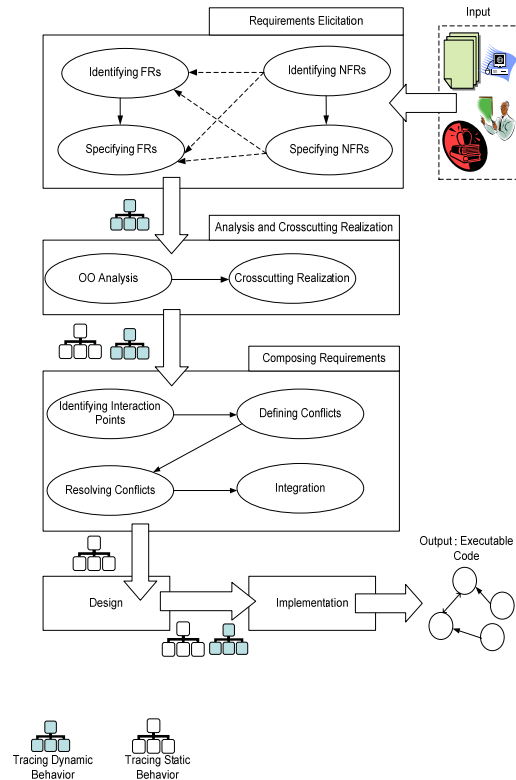 Requirements Elicitation
Input
Identifying FRs
Identifying NFRs
Specifying FRs
Specifying NFRs
Analysis and Crosscutting Realization
OO Analysis
Crosscutting Realization
Composing Requirements
Identifying Interaction
Points
Defining Conflicts
Resolving Conflicts
Integration
Output : Executable
Code
Design
Implementation
Tracing Dynamic
Behavior
Tracing Static
Behavior